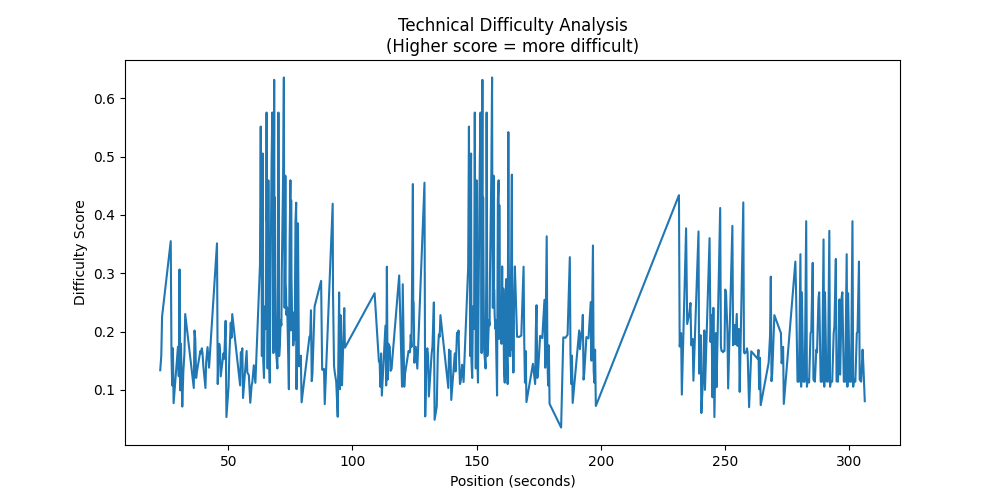 Technical Difficulty Analysis
(Higher score = more difficult)
Difficulty Score
0.6
0.5
0.4
0.3
0.2
0.1
50 100 150 200 250 300
Position (seconds)